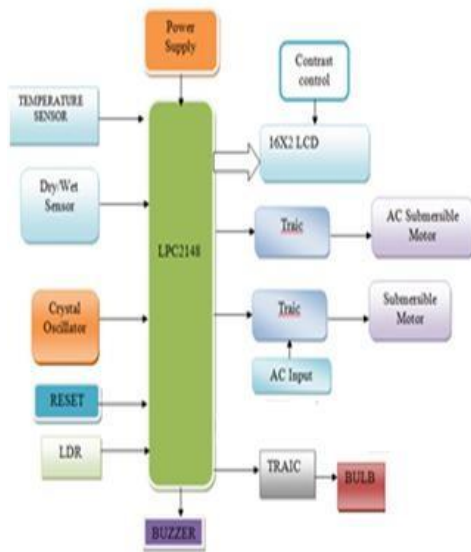 Power
Supply
Contrast
control
TEMPERATURE
SENSOR
16X2 LCD
Dry/Wet
Sensor
LPC2148
Traic
AC Submersible
Motor
Crystal
Oscillator
Traic
Submersible
Motor
AC Input
RESET
LDR
TRAIC
BULB
BUZZER